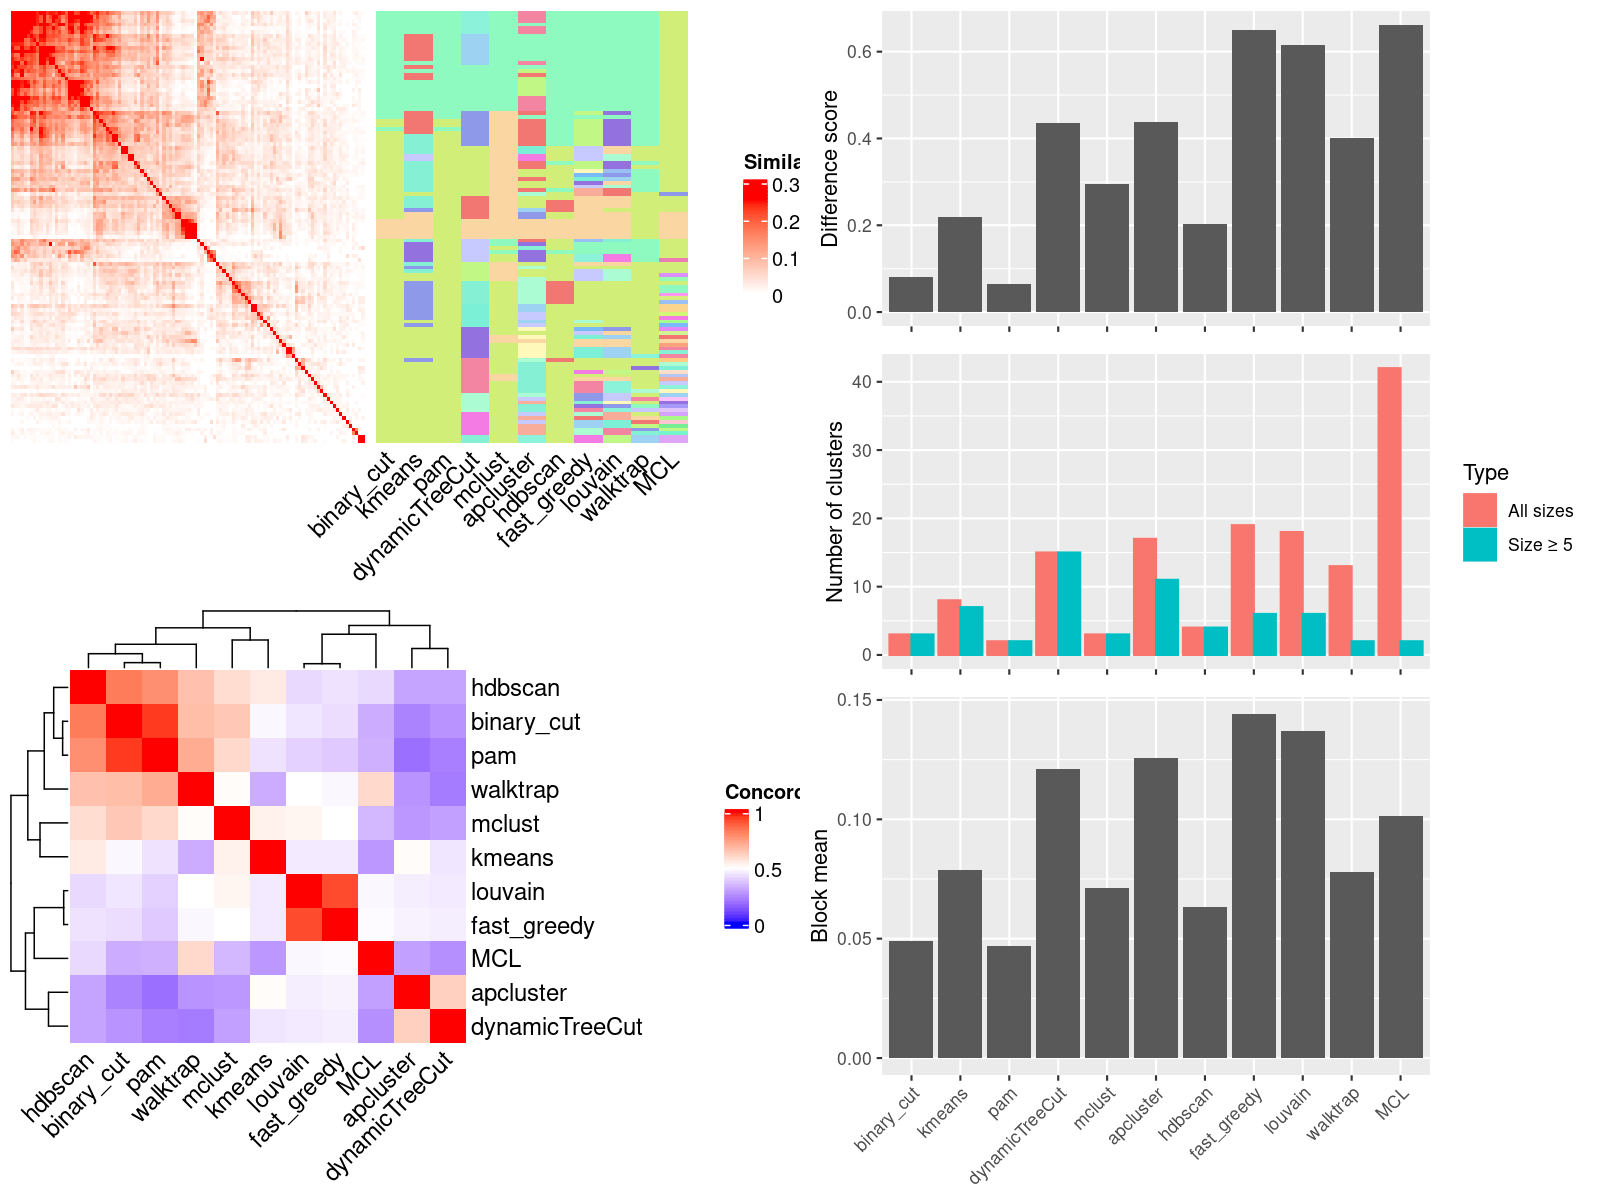 Simila
0.3
0.2
0.1
0
binary_cut
kmeans
pam
dynamicTreeCut
mclust
apcluster
hdbscan
fast_greedy
louvain
walktrap
MCL
hdbscan
binary_cut
pam
walktrap
mclust
kmeans
louvain
fast_greedy
MCL
apcluster
dynamicTreeCut
hdbscan
binary_cut
pam
walktrap
mclust
kmeans
louvain
fast_greedy
MCL
apcluster
dynamicTreeCut
Concord
1
0.5
0
Difference score
0.6
0.4
0.2
0.0
Number of clusters
40
30
20
10
0
Type
All sizes
Size ≥ 5
Block mean
0.15
0.10
0.05
0.00
binary_cut
kmeans
pam
dynamicTreeCut
mclust
apcluster
hdbscan
fast_greedy
louvain
walktrap
MCL